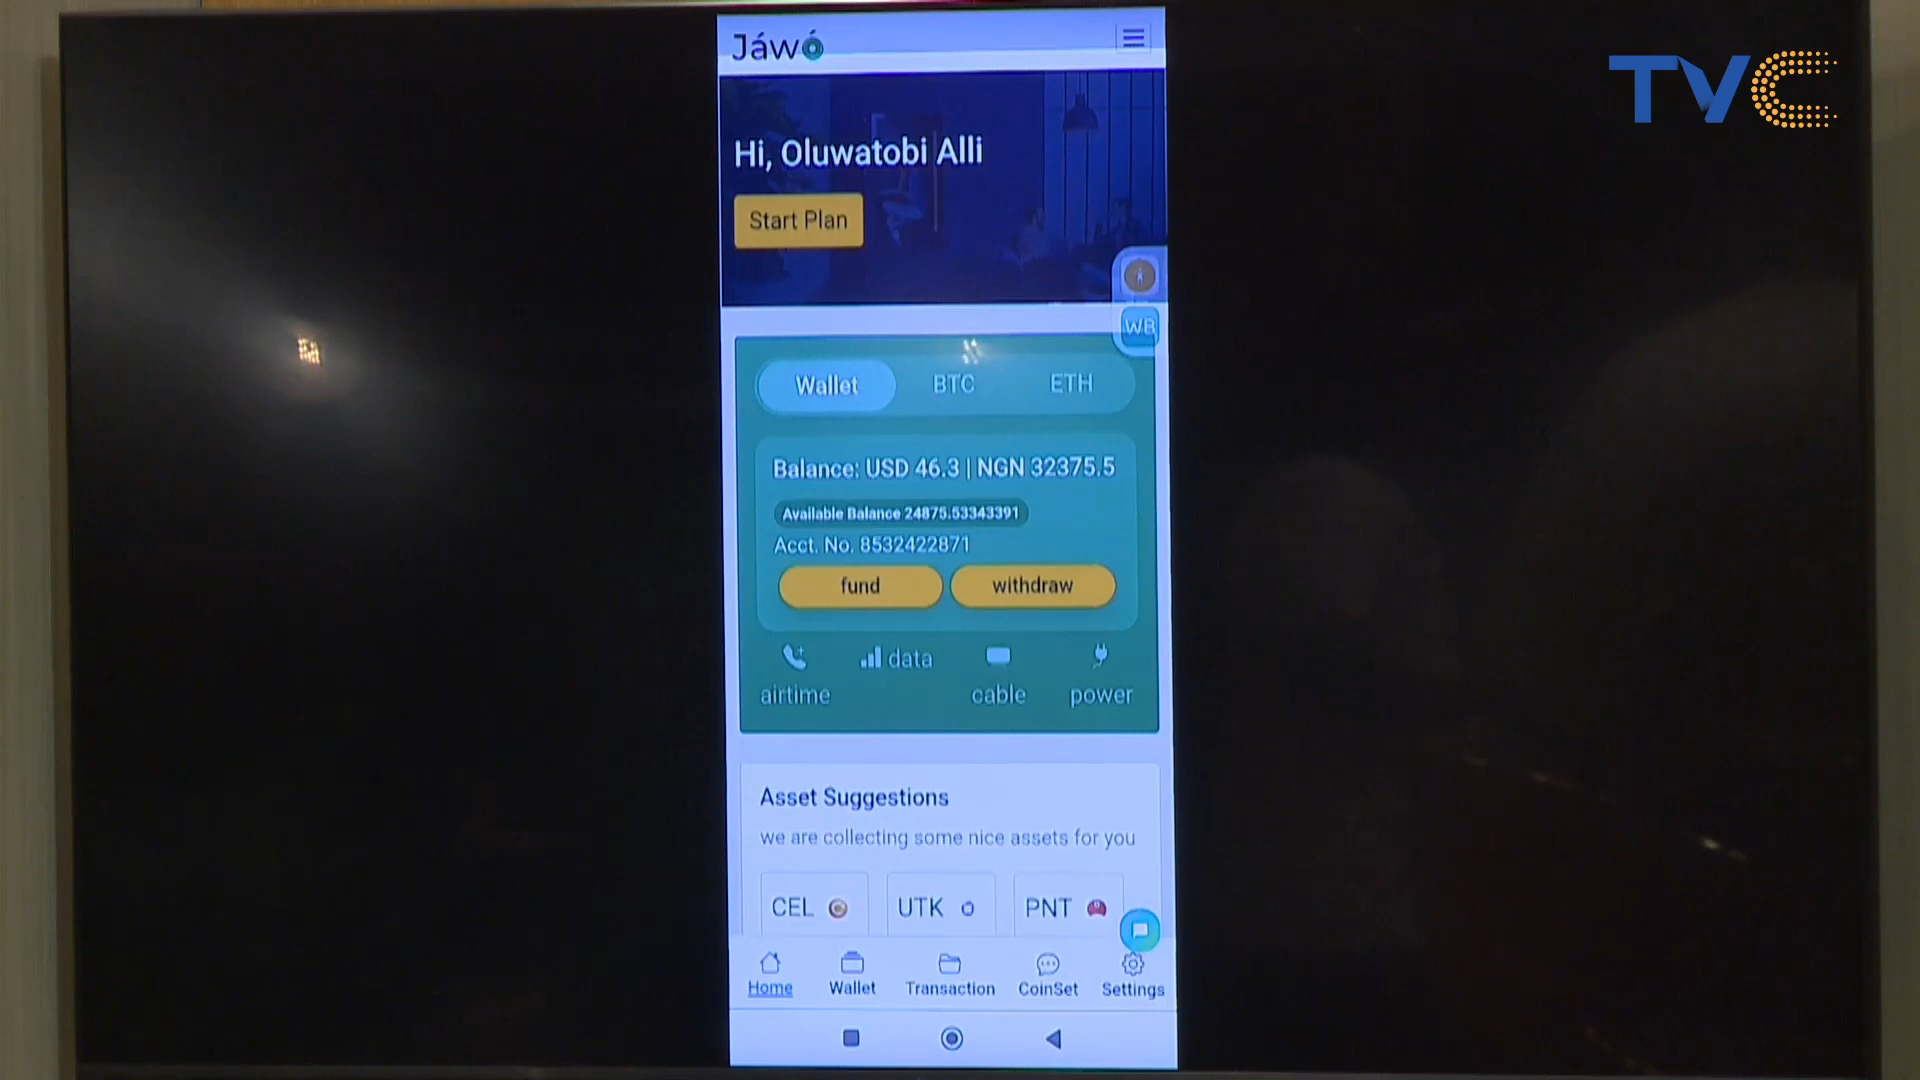 TVC
Jáwó
Hi, Oluwatobi Alli
Start Plan
WB
Wallet BTC ETH
Balance: USD 46.3 | NGN 32375.5
Available Balance 24875.53343391
Acct. No. 8532422871
fund withdraw
airtime data cable power
Asset Suggestions
we are collecting some nice assets for you
CEL UTK PNT
Home Wallet Transaction CoinSet Settings